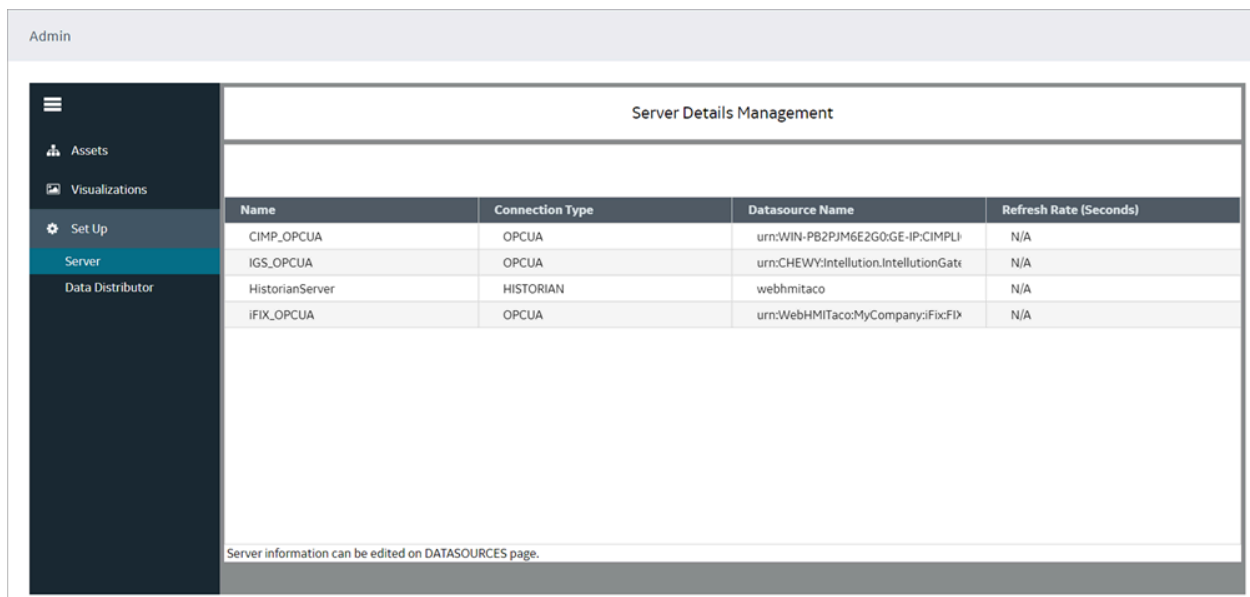 Admin
Server Details Management
Assets
Visualizations
Set Up
Server
Data Distributor
Name Connection Type Datasource Name Refresh Rate (Seconds)
CIMP_OPCUA OPCUA urn:WIN-PB2PJM6E2G0:GE-IP:CIMPLI N/A
IGS_OPCUA OPCUA urn:CHEWY:Intellution.IntellutionGate N/A
HistorianServer HISTORIAN webhmitaco N/A
iFIX_OPCUA OPCUA urn:WebHMITaco:MyCompany:iFix:FIX N/A
Server information can be edited on DATASOURCES page.